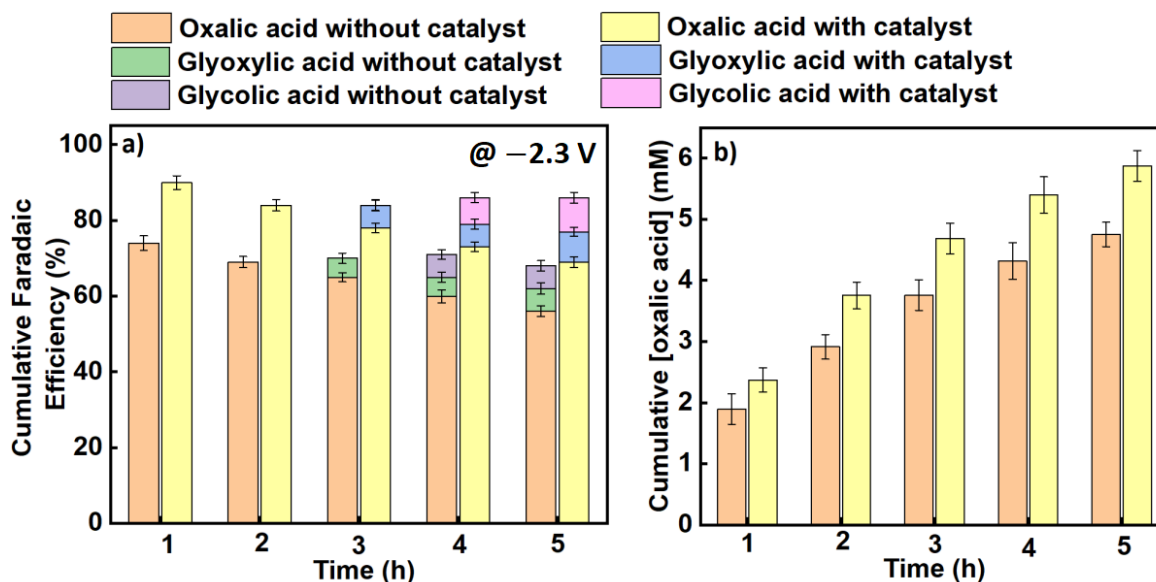 Oxalic acid without catalyst
Oxalic acid with catalyst
Glyoxylic acid without catalyst
Glyoxylic acid with catalyst
Glycolic acid without catalyst
Glycolic acid with catalyst
a)
@ −2.3 V
Cumulative Faradaic
Efficiency (%)
100
80
60
40
20
0
1 2 3 4 5
Time (h)
b)
Cumulative [oxalic acid] (mM)
6
5
4
3
2
1
0
1 2 3 4 5
Time (h)